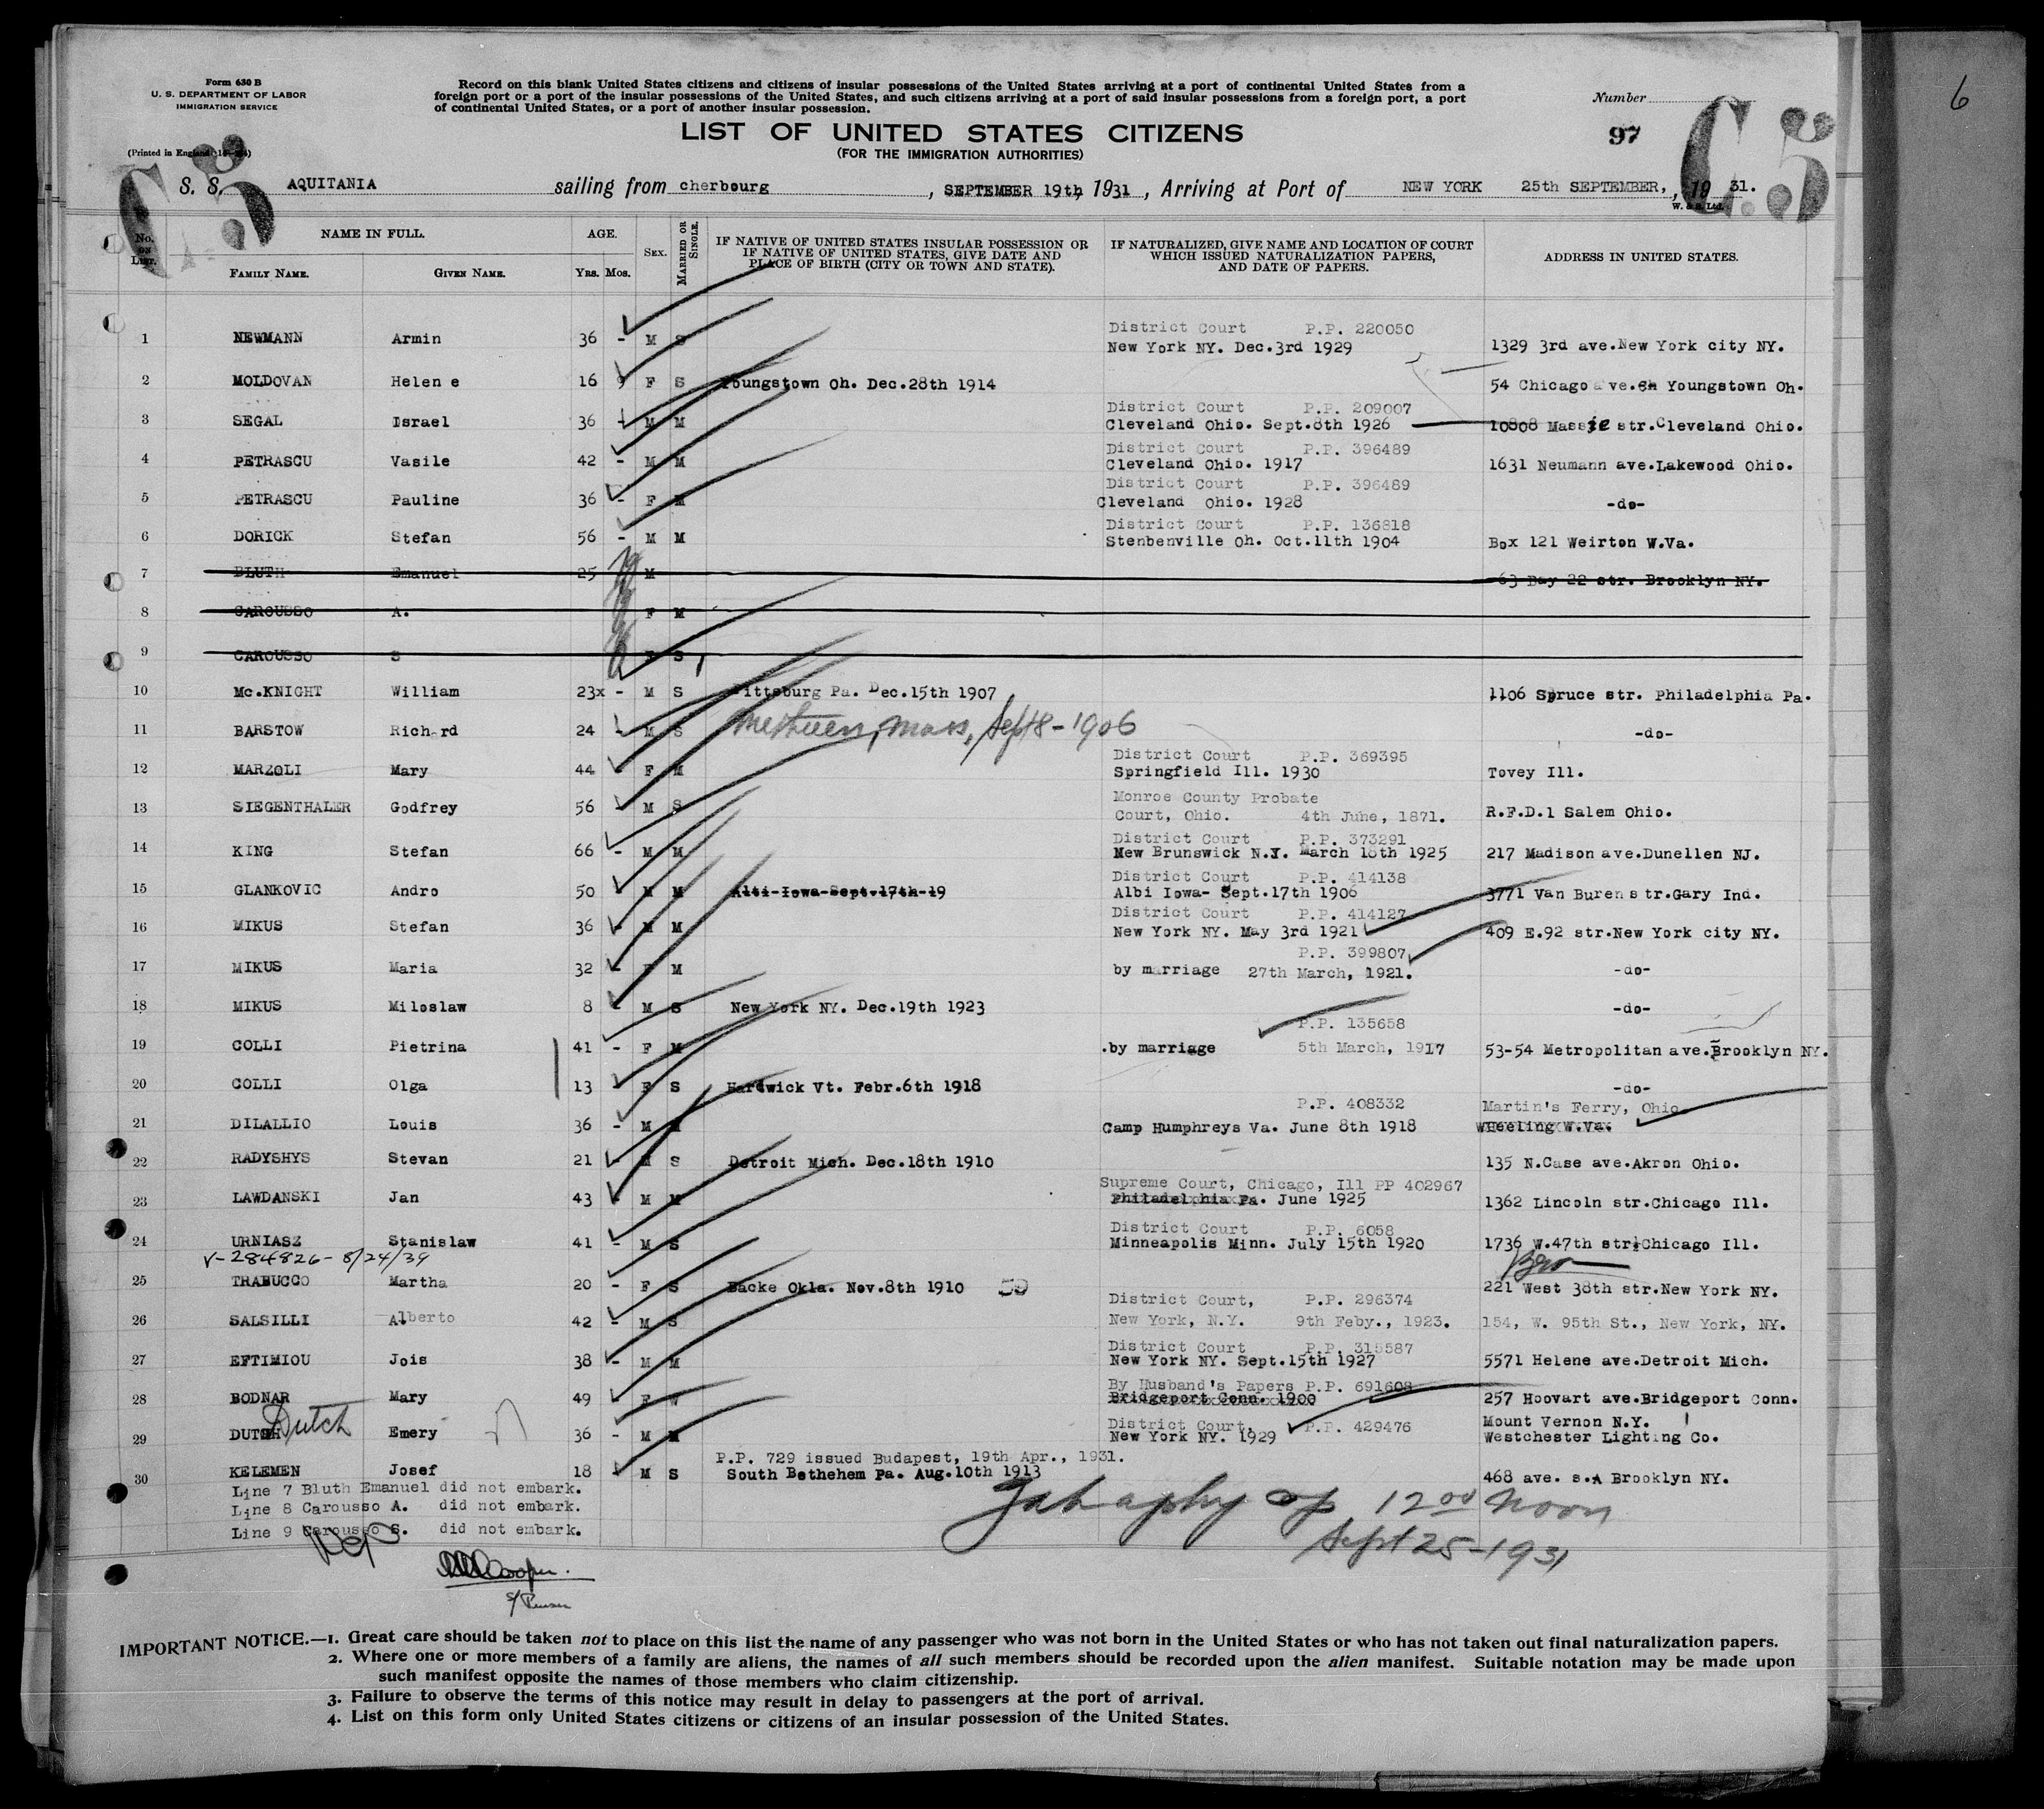 6
Form 630 B
U. S. DEPARTMENT OF LABOR
IMMIGRATION SERVICE
(Printed in England
Record on this blank United States citizens and citizens of insular possessions of the United States arriving at a port of continental United States from a
foreign port or a port of the insular possessions of the United States, and such citizens arriving at a port of said insular possessions from a foreign port, a port
of continental United States, or a port of another insular possession.
LIST OF UNITED STATES CITIZENS
(FOR THE IMMIGRATION AUTHORITIES)
Number
97
C.5
C.5
S. S. AQUITANIA sailing from cherbourg, SEPTEMBER 19th, 1931, Arriving at Port of NEW YORK 25th SEPTEMBER, , 19 31.
W. & S. Ltd.
No. on List. NAME IN FULL. AGE. SEX. MARRIED OR SINGLE.
FAMILY NAME. GIVEN NAME. YRS. MOS.
IF NATIVE OF UNITED STATES INSULAR POSSESSION OR
IF NATIVE OF UNITED STATES, GIVE DATE AND
PLACE OF BIRTH (CITY OR TOWN AND STATE).
IF NATURALIZED, GIVE NAME AND LOCATION OF COURT
WHICH ISSUED NATURALIZATION PAPERS,
AND DATE OF PAPERS.
ADDRESS IN UNITED STATES.
District Court P.P. 220050
1 NEWMANN Armin 36 - M S New York NY. Dec.3rd 1929 1329 3rd ave.New York city NY.
2 MOLDOVAN Helen e 16 9 F S Youngstown Oh. Dec.28th 1914 54 Chicago ave. Youngstown Oh.
District Court P.P. 209007
3 SEGAL Israel 36 - M M Cleveland Ohio. Sept.8th 1926 10808 Massie str.Cleveland Ohio.
District Court P.P. 396489
4 PETRASCU Vasile 42 - M M Cleveland Ohio. 1917 1631 Neumann ave.Lakewood Ohio.
District Court P.P. 396489
5 PETRASCU Pauline 36 - F M Cleveland Ohio. 1928 -do-
District Court P.P. 136818
6 DORICK Stefan 56 - M M Stenbenville Oh. Oct.11th 1904 Box 121 Weirton W.Va.
7 BLUTH Emanuel 25 M 63 Bay 22 str. Brooklyn NY.
8 CAROUSSO A. F M
9 CAROUSSO S F S
10 Mc.KNIGHT William 23x - M S Pittsburg Pa. Dec.15th 1907 1106 Spruce str. Philadelphia Pa.
11 BARSTOW Richard 24 - M S Methuen, Mass, Sept 8-1906 -do-
District Court P.P. 369395
12 MARZOLI Mary 44 - F M Springfield Ill. 1930 Tovey Ill.
Monroe County Probate
13 SIEGENTHALER Godfrey 56 - M S Court, Ohio. 4th June, 1871. R.F.D.1 Salem Ohio.
District Court P.P. 373291
14 KING Stefan 66 - M M New Brunswick N.J. March 18th 1925 217 Madison ave.Dunellen NJ.
District Court P.P. 414138
15 GLANKOVIC Andro 50 - M M Albi-Iowa-Sept.17th-19 Albi Iowa- Sept.17th 1906 3771 Van Buren str.Gary Ind.
District Court P.P. 414127
16 MIKUS Stefan 36 - M M New York NY. May 3rd 1921 409 E.92 str.New York city NY.
P.P. 399807
17 MIKUS Maria 32 - F M by marriage 27th March, 1921. -do-
18 MIKUS Miloslaw 8 - M S New York NY. Dec.19th 1923 -do-
P.P. 135658
19 COLLI Pietrina 41 - F M .by marriage 5th March, 1917 53-54 Metropolitan ave.Brooklyn NY.
20 COLLI Olga 13 - F S Hardwick Vt. Febr.6th 1918 -do-
P.P. 408332 Martin's Ferry, Ohio
21 DILALLIO Louis 36 - M M Camp Humphreys Va. June 8th 1918 Wheeling W.Va.
22 RADYSHYS Stevan 21 - M S Detroit Mich. Dec.18th 1910 135 N.Case ave.Akron Ohio.
Supreme Court, Chicago, Ill PP 402967
23 LAWDANSKI Jan 43 - M M Philadelphia Pa. June 1925 1362 Lincoln str.Chicago Ill.
District Court P.P. 6058
24 URNIASZ Stanislaw 41 - M S Minneapolis Minn. July 15th 1920 1736 W.47th str.Chicago Ill.
V-284826-8/24/39
25 TRABUCCO Martha 20 - F S Backe Okla. Nov.8th 1910 221 West 38th str.New York NY.
District Court, P.P. 296374
26 SALSILLI Alberto 42 - M S New York, N.Y. 9th Feby., 1923. 154, W. 95th St., New York, NY.
District Court P.P. 315587
27 EFTIMIOU Jois 38 - M M New York NY. Sept.15th 1927 5571 Helene ave.Detroit Mich.
By Husband's Papers P.P. 691608
28 BODNAR Mary 49 - F W Bridgeport Conn. 1900 257 Hoovart ave.Bridgeport Conn.
Dutch District Court, P.P. 429476 Mount Vernon N.Y.
29 Emery 36 - M M New York NY. 1929 Westchester Lighting Co.
P.P. 729 issued Budapest, 19th Apr., 1931.
30 KELEMEN Josef 18 - M S South Bethehem Pa. Aug.10th 1913 468 ave. s.A Brooklyn NY.
Line 7 Bluth Emanuel did not embark.
Line 8 Carousso A. did not embark.
Line 9 Carousso S. did not embark.
12 00 noon
Sept 25-1931
Cooper.
IMPORTANT NOTICE.—1. Great care should be taken not to place on this list the name of any passenger who was not born in the United States or who has not taken out final naturalization papers.
2. Where one or more members of a family are aliens, the names of all such members should be recorded upon the alien manifest. Suitable notation may be made upon
such manifest opposite the names of those members who claim citizenship.
3. Failure to observe the terms of this notice may result in delay to passengers at the port of arrival.
4. List on this form only United States citizens or citizens of an insular possession of the United States.